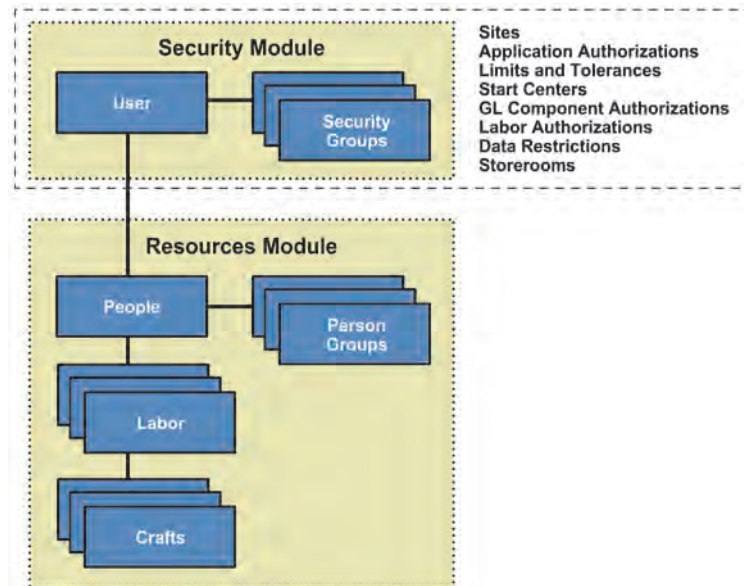 Security Module
User
Security
Groups
Sites
Application Authorizations
Limits and Tolerances
Start Centers
GL Component Authorizations
Labor Authorizations
Data Restrictions
Storerooms
Resources Module
People
Person
Groups
Labor
Crafts